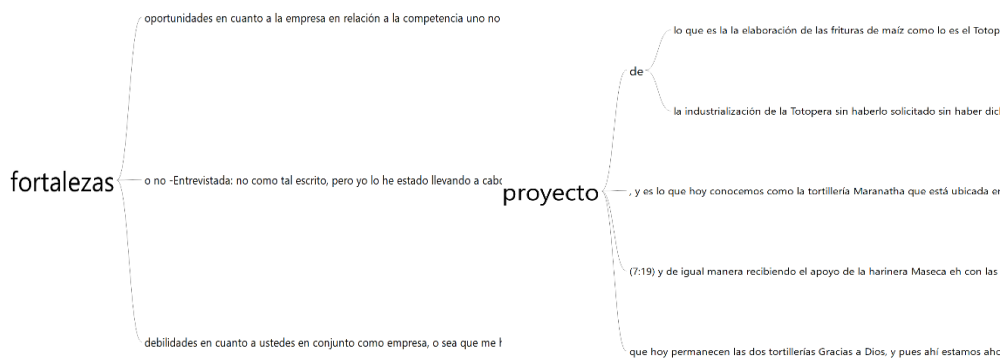 oportunidades en cuanto a la empresa en relación a la competencia uno no
fortalezas
o no -Entrevistada: no como tal escrito, pero yo lo he estado llevando a cabo
debilidades en cuanto a ustedes en conjunto como empresa, o sea que me
lo que es la la elaboración de las frituras de maíz como lo es el Totop
de
la industrialización de la Totopera sin haberlo solicitado sin haber
proyecto
, y es lo que hoy conocemos como la tortillería Maranatha que está ubicada
(7:19) y de igual manera recibiendo el apoyo de la harinera Maseca eh con las
que hoy permanecen las dos tortillerías Gracias a Dios, y pues ahí estamos